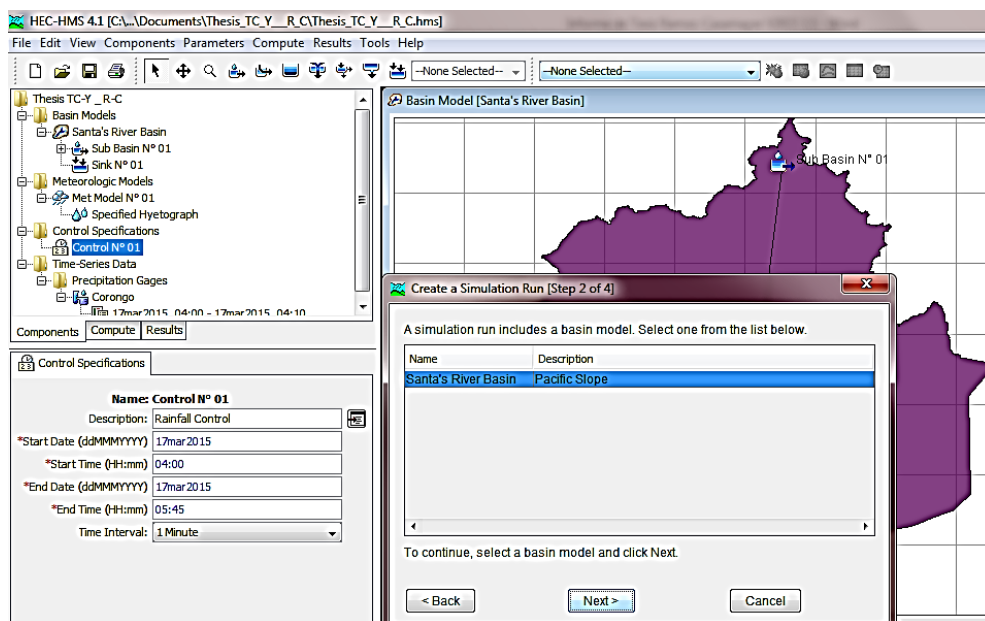 HEC-HMS 4.1 [C:\...\Documents\Thesis_TC_Y__R_C\Thesis_TC_Y__R_C.hms]
File Edit View Components Parameters Compute Results Tools Help
--None Selected-- --None Selected--
Thesis TC-Y _ R-C
Basin Models
Santa's River Basin
Sub Basin N° 01
Sink N° 01
Meteorologic Models
Met Model N° 01
Specified Hyetograph
Control Specifications
Control N° 01
Time-Series Data
Precipitation Gages
Corongo
17mar2015, 04:00 - 17mar2015, 04:10
Components Compute Results
Control Specifications
Name: Control N° 01
Description: Rainfall Control
*Start Date (ddMMMYYYY) 17mar2015
*Start Time (HH:mm) 04:00
*End Date (ddMMMYYYY) 17mar2015
*End Time (HH:mm) 05:45
Time Interval: 1 Minute
Basin Model [Santa's River Basin]
Sub Basin N° 01
Create a Simulation Run [Step 2 of 4]
A simulation run includes a basin model. Select one from the list below.
Name Description
Santa's River Basin Pacific Slope
To continue, select a basin model and click Next.
< Back Next > Cancel